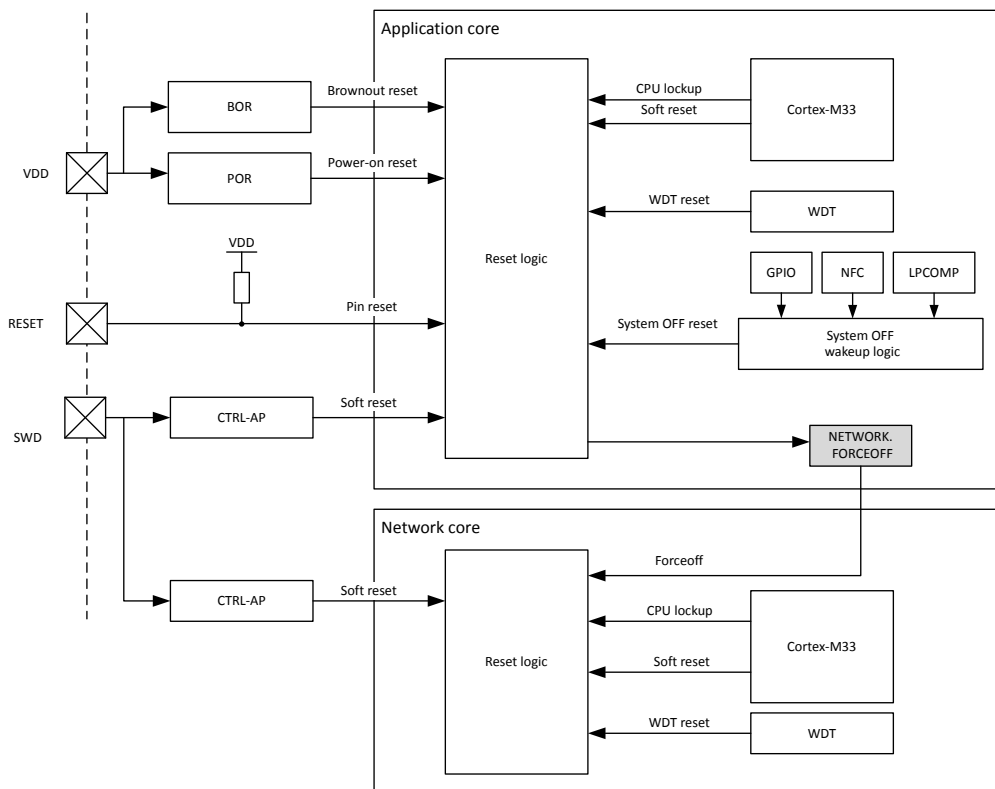 Application core
BOR
Brownout reset
CPU lockup
Soft reset
Cortex-M33
VDD
POR
Power-on reset
WDT reset
WDT
VDD
Reset logic
GPIO
NFC
LPCOMP
RESET
Pin reset
System OFF reset
System OFF
wakeup logic
SWD
CTRL-AP
Soft reset
NETWORK.
FORCEOFF
Network core
Forceoff
CTRL-AP
Soft reset
Reset logic
CPU lockup
Soft reset
Cortex-M33
WDT reset
WDT